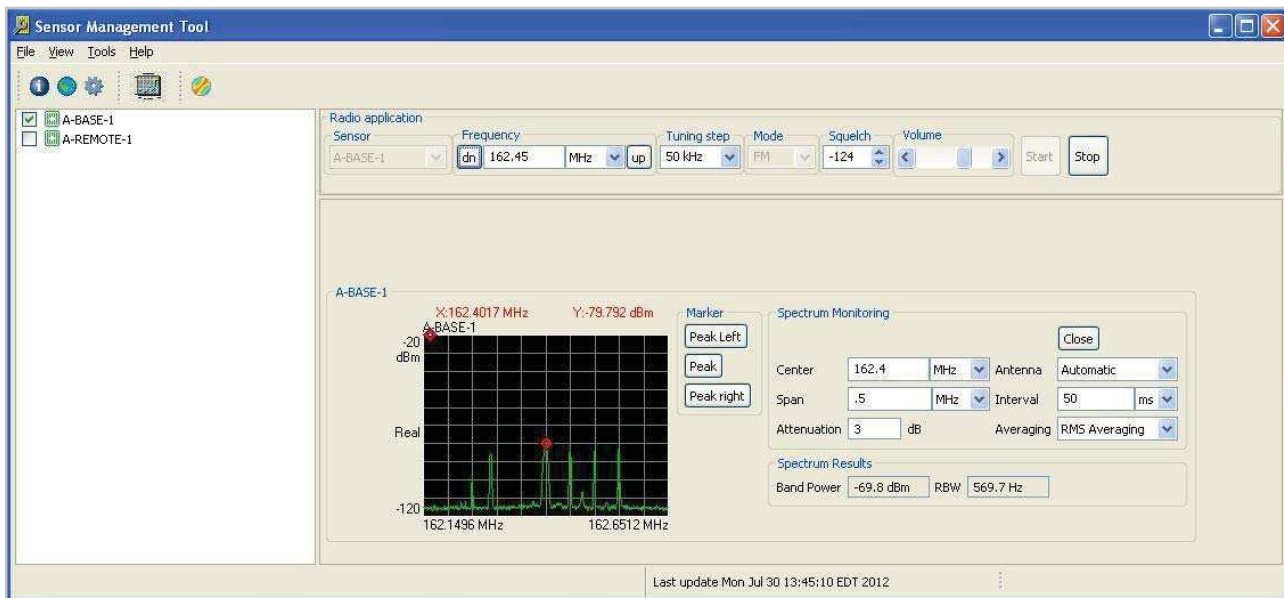 Sensor Management Tool
File View Tools Help
A-BASE-1
A-REMOTE-1
Radio application
Sensor Frequency Tuning step Mode Squelch Volume
A-BASE-1 dn 162.45 MHz up 50 kHz FM -124 Start Stop
A-BASE-1
X:162.4017 MHz Y:-79.792 dBm
A-BASE-1
-20
dBm
Real
-120
162.1496 MHz 162.6512 MHz
Marker
Peak Left
Peak
Peak right
Spectrum Monitoring
Close
Center 162.4 MHz Antenna Automatic
Span .5 MHz Interval 50 ms
Attenuation 3 dB Averaging RMS Averaging
Spectrum Results
Band Power -69.8 dBm RBW 569.7 Hz
Last update Mon Jul 30 13:45:10 EDT 2012